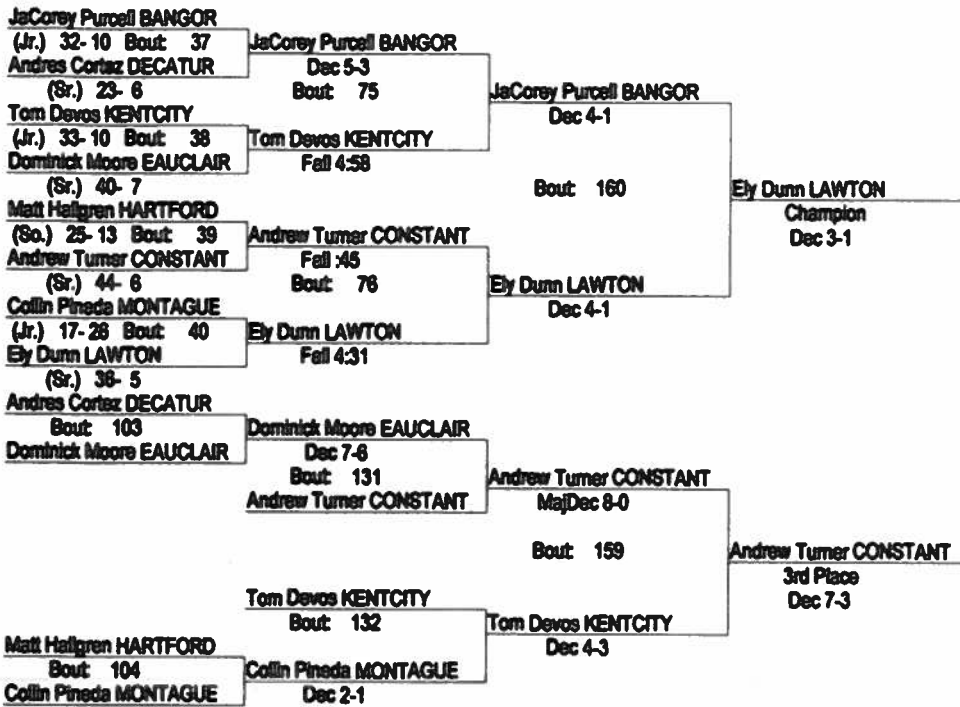 JaCorey Purcell BANGOR
(Jr.) 32- 10 Bout: 37
Andres Cortez DECATUR
(Sr.) 23- 6
Tom Devos KENTCITY
(Jr.) 33- 10 Bout: 38
Dominick Moore EAUCLAIR
(Sr.) 40- 7
Matt Hallgren HARTFORD
(So.) 25- 13 Bout: 39
Andrew Turner CONSTANT
(Sr.) 44- 6
Collin Pineda MONTAGUE
(Jr.) 17- 26 Bout: 40
Ely Dunn LAWTON
(Sr.) 36- 5
Andres Cortez DECATUR
Bout: 103
Dominick Moore EAUCLAIR
Matt Hallgren HARTFORD
Bout: 104
Collin Pineda MONTAGUE
JaCorey Purcell BANGOR
Dec 5-3
Bout: 75
Tom Devos KENTCITY
Fall 4:58
Andrew Turner CONSTANT
Fall :45
Bout: 76
Ely Dunn LAWTON
Fall 4:31
Dominick Moore EAUCLAIR
Dec 7-6
Bout: 131
Andrew Turner CONSTANT
Tom Devos KENTCITY
Bout: 132
Collin Pineda MONTAGUE
Dec 2-1
JaCorey Purcell BANGOR
Dec 4-1
Bout: 160
Ely Dunn LAWTON
Dec 4-1
Andrew Turner CONSTANT
MajDec 8-0
Bout: 159
Tom Devos KENTCITY
Dec 4-3
Ely Dunn LAWTON
Champion
Dec 3-1
Andrew Turner CONSTANT
3rd Place
Dec 7-3